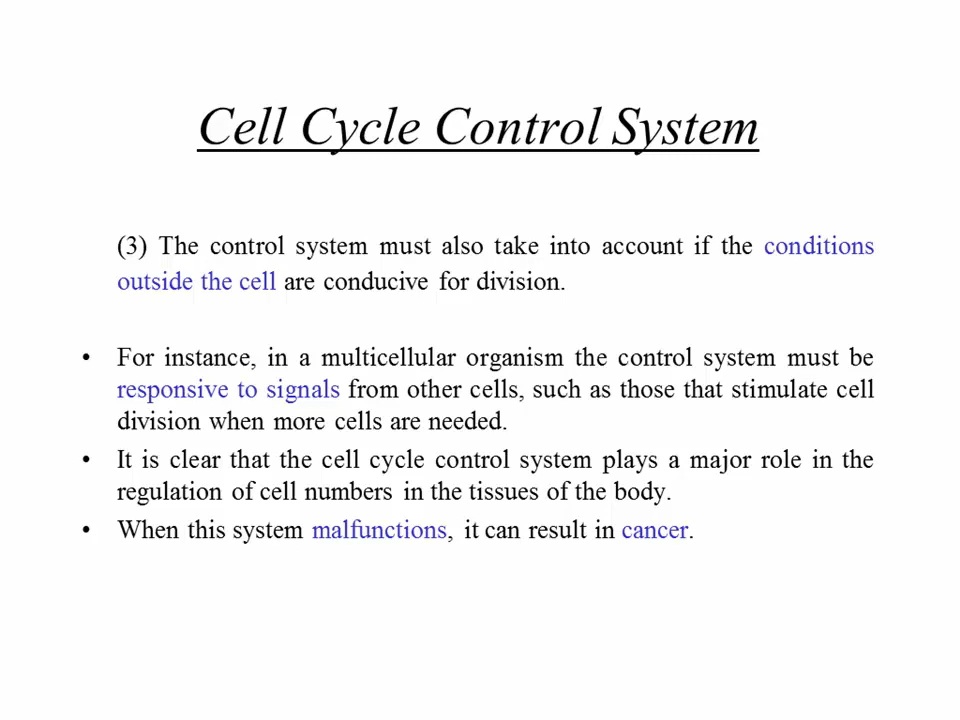 Cell Cycle Control System
(3) The control system must also take into account if the conditions
outside the cell are conducive for division.
• For instance, in a multicellular organism the control system must be
responsive to signals from other cells, such as those that stimulate cell
division when more cells are needed.
• It is clear that the cell cycle control system plays a major role in the
regulation of cell numbers in the tissues of the body.
• When this system malfunctions, it can result in cancer.